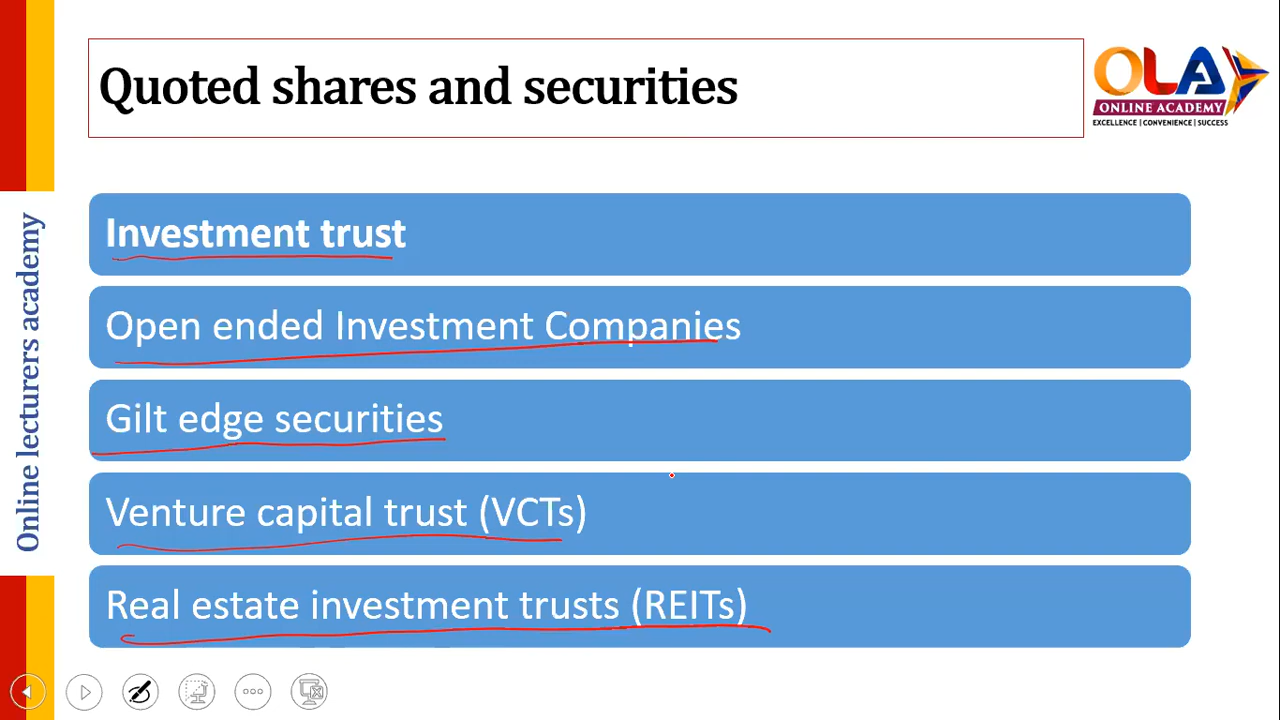 Quoted shares and securities
OLA
ONLINE ACADEMY
EXCELLENCE | CONVENIENCE | SUCCESS
Online lecturers academy
Investment trust
Open ended Investment Companies
Gilt edge securities
Venture capital trust (VCTs)
Real estate investment trusts (REITs)